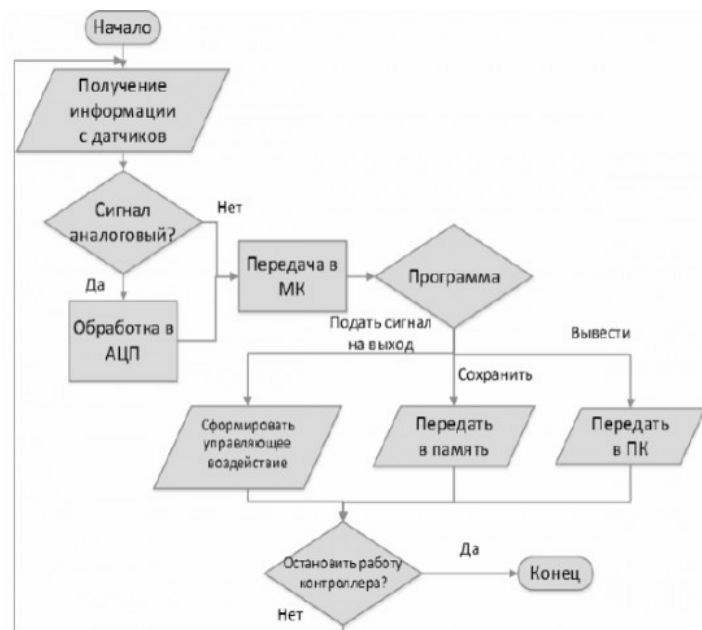 Начало
Получение
информации
с датчиков
Сигнал
аналоговый?
Нет
Да
Обработка в
АЦП
Передача в
МК
Программа
Подать сигнал
на выход
Сохранить
Вывести
Сформировать
управляющее
воздействие
Передать
в память
Передать
в ПК
Остановить работу
контроллера?
Да
Конец
Нет